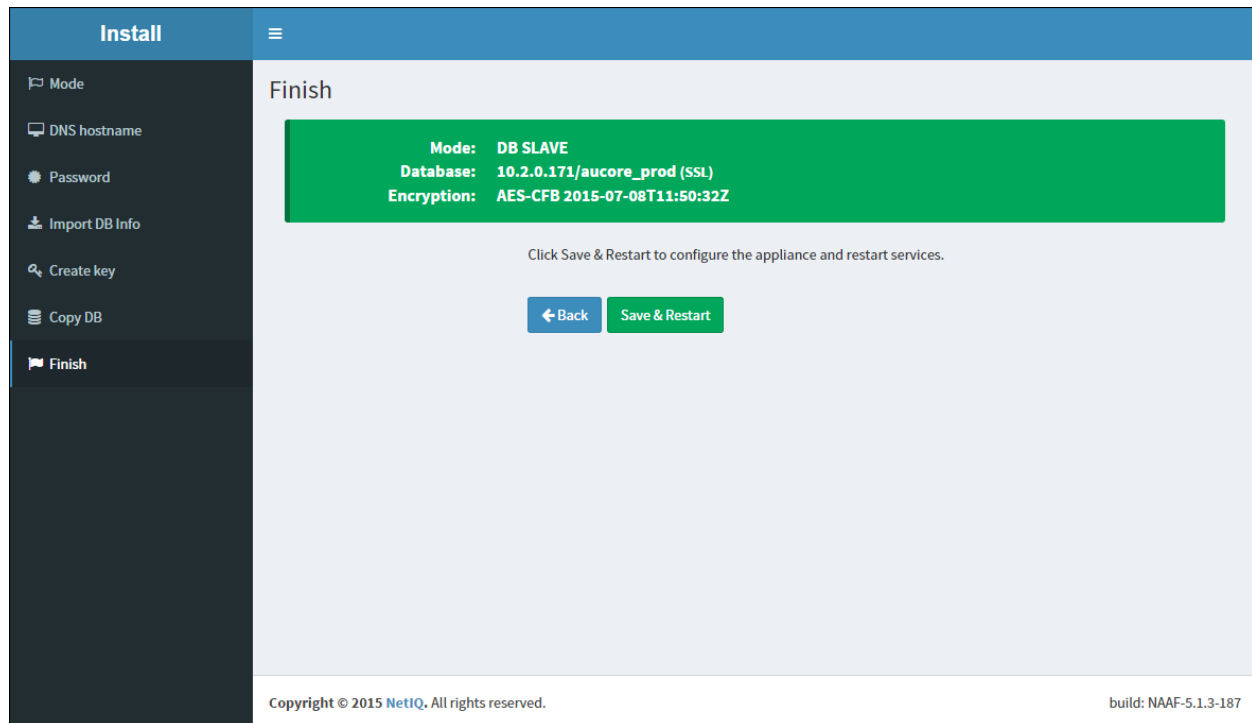 Install
Mode
DNS hostname
Password
Import DB Info
Create key
Copy DB
Finish
Finish
Mode: DB SLAVE
Database: 10.2.0.171/aucore_prod (SSL)
Encryption: AES-CFB 2015-07-08T11:50:32Z
Click Save & Restart to configure the appliance and restart services.
Back Save & Restart
Copyright © 2015 NetIQ. All rights reserved. build: NAAF-5.1.3-187